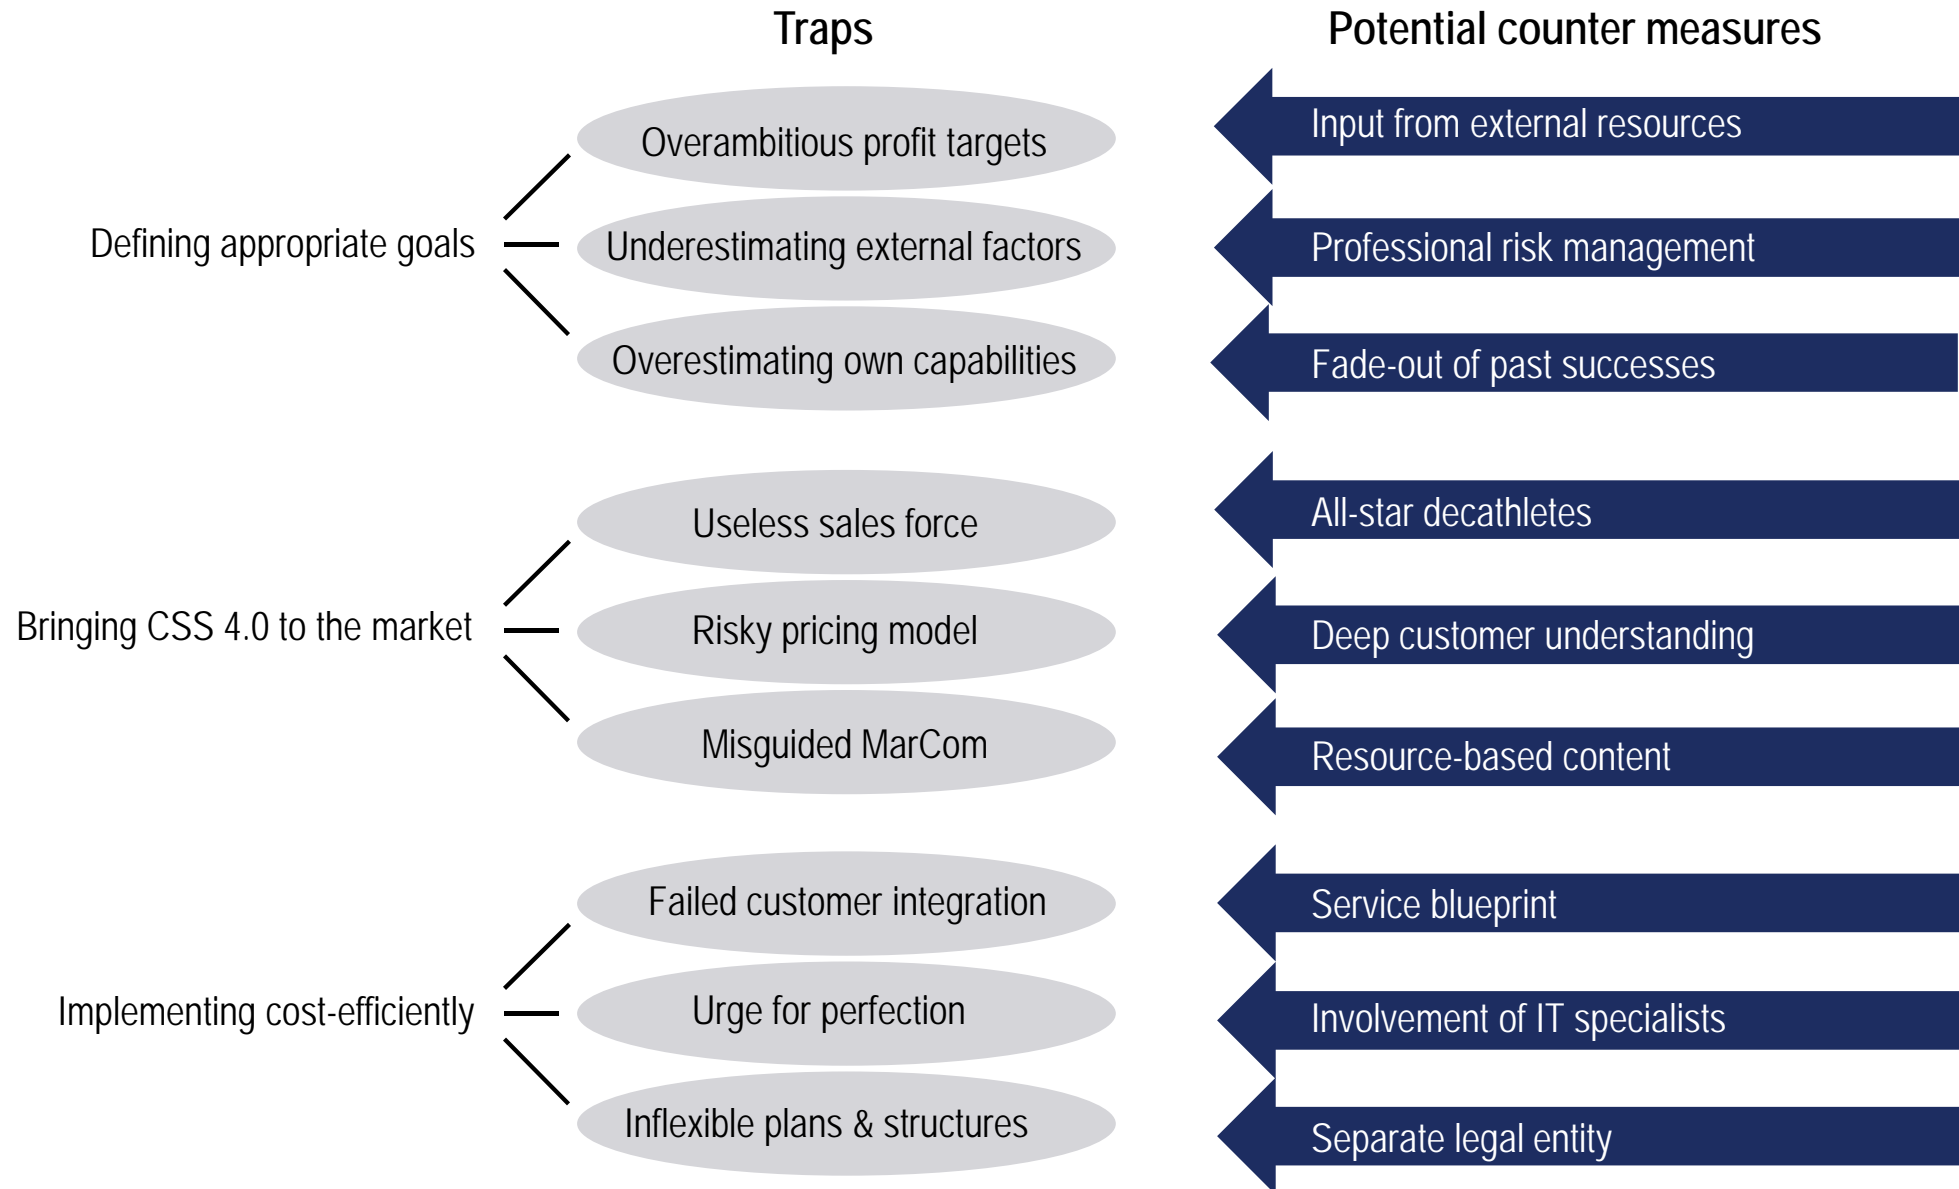 Traps
Potential counter measures
Defining appropriate goals
Overambitious profit targets
Input from external resources
Underestimating external factors
Professional risk management
Overestimating own capabilities
Fade-out of past successes
Bringing CSS 4.0 to the market
Useless sales force
All-star decathletes
Risky pricing model
Deep customer understanding
Misguided MarCom
Resource-based content
Implementing cost-efficiently
Failed customer integration
Service blueprint
Urge for perfection
Involvement of IT specialists
Inflexible plans & structures
Separate legal entity